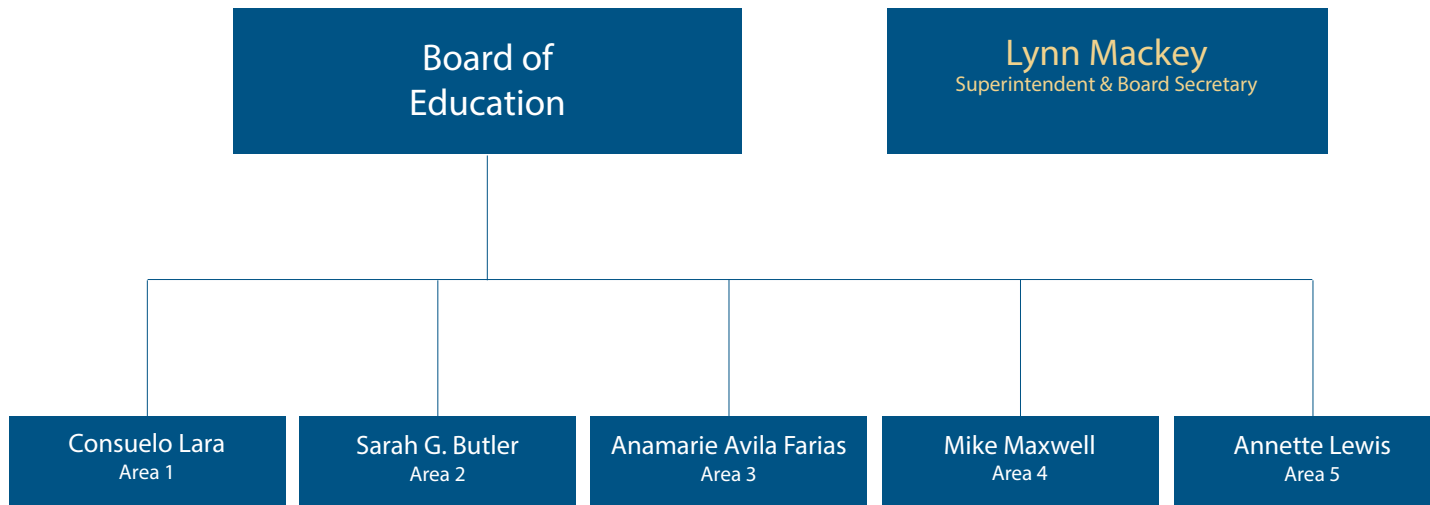 Board of
Education
Lynn Mackey
Superintendent & Board Secretary
Consuelo Lara
Area 1
Sarah G. Butler
Area 2
Anamarie Avila Farias
Area 3
Mike Maxwell
Area 4
Annette Lewis
Area 5